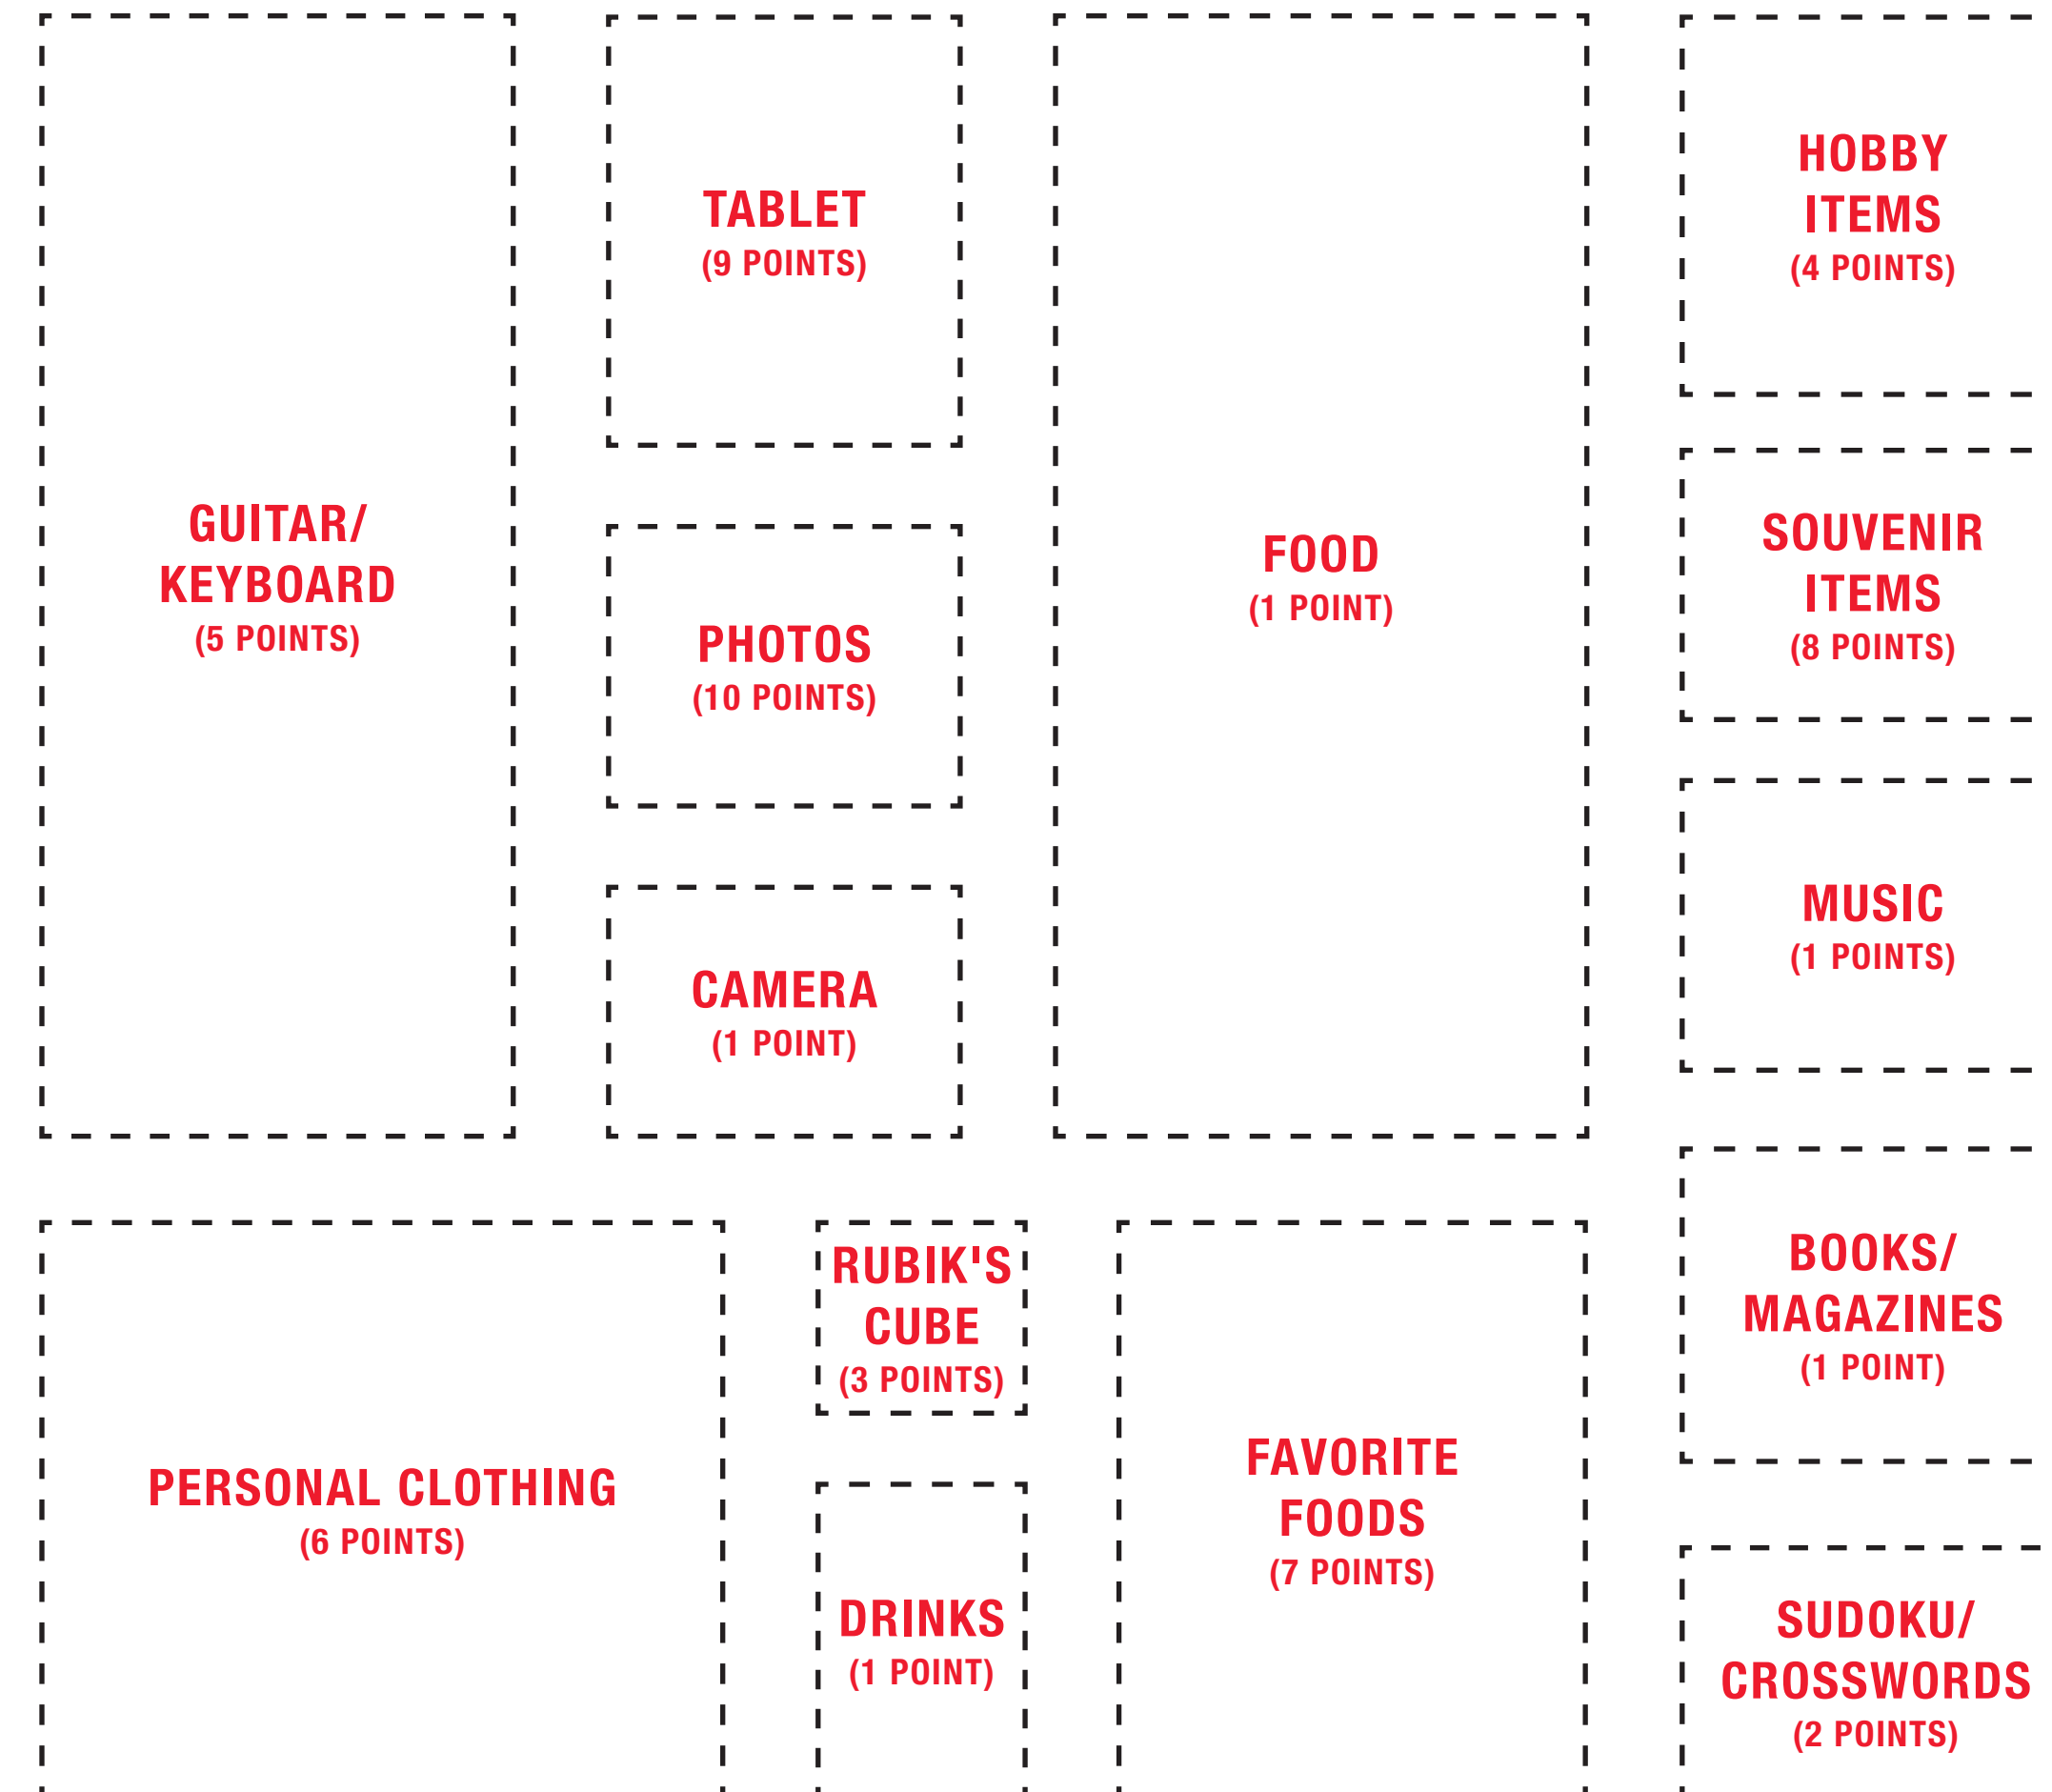 GUITAR/
KEYBOARD
(5 POINTS)
TABLET
(9 POINTS)
PHOTOS
(10 POINTS)
CAMERA
(1 POINT)
FOOD
(1 POINT)
HOBBY
ITEMS
(4 POINTS)
SOUVENIR
ITEMS
(8 POINTS)
MUSIC
(1 POINTS)
BOOKS/
MAGAZINES
(1 POINT)
PERSONAL CLOTHING
(6 POINTS)
RUBIK'S
CUBE
(3 POINTS)
DRINKS
(1 POINT)
FAVORITE
FOODS
(7 POINTS)
SUDOKU/
CROSSWORDS
(2 POINTS)